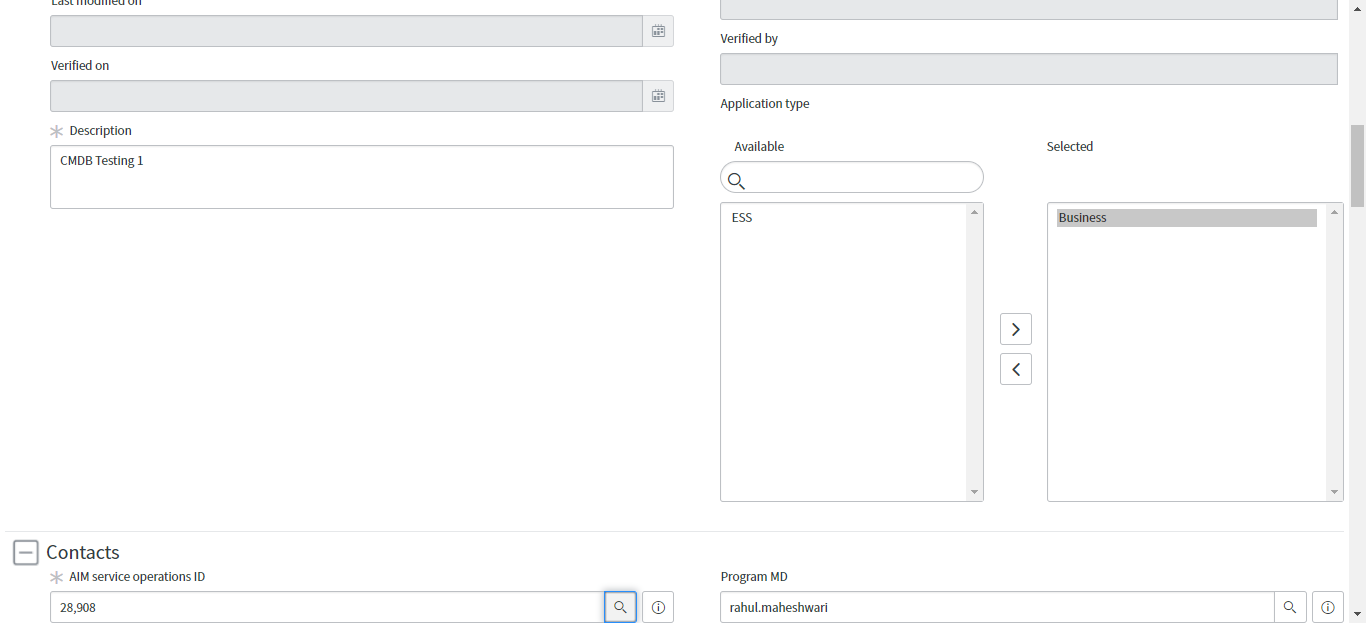 Last modified on
Verified by
Verified on
Application type
Description
CMDB Testing 1
Available
Selected
ESS
Business
Contacts
AIM service operations ID
Program MD
28,908
rahul.maheshwari